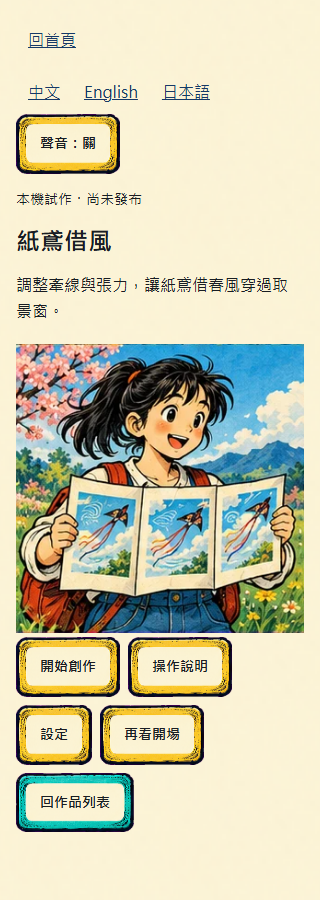 回首頁
中文 English 日本語
聲音：關
本機試作・尚未發布
紙鳶借風
調整牽線與張力，讓紙鳶借春風穿過取
景窗。
開始創作 操作說明
設定 再看開場
回作品列表